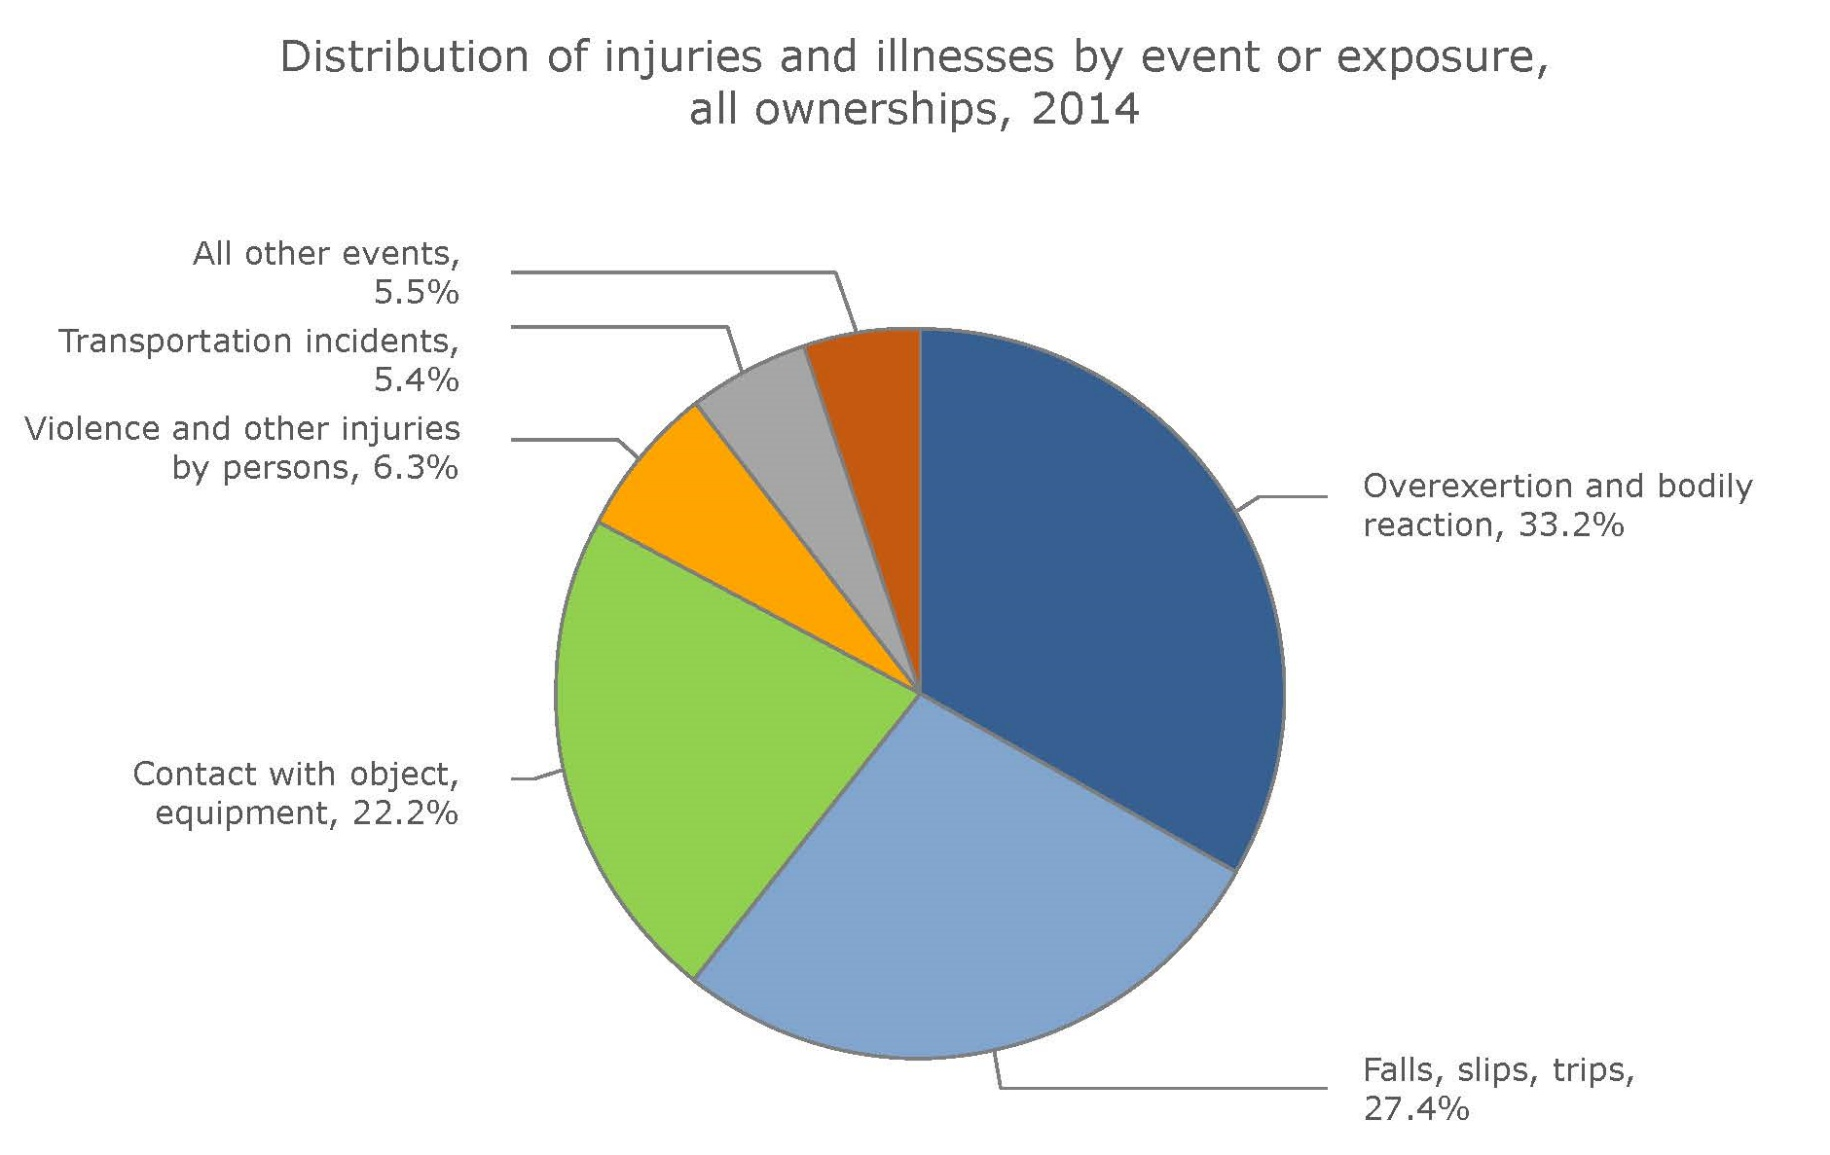 Distribution of injuries and illnesses by event or exposure,
all ownerships, 2014
All other events,
5.5%
Transportation incidents,
5.4%
Violence and other injuries
by persons, 6.3%
Overexertion and bodily
reaction, 33.2%
Contact with object,
equipment, 22.2%
Falls, slips, trips,
27.4%